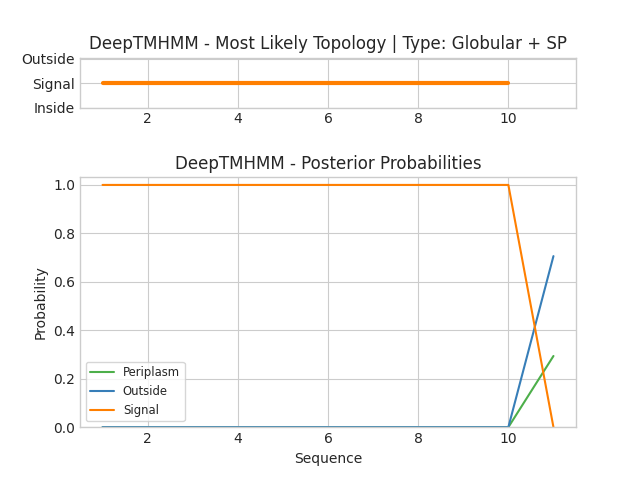 DeepTMHMM - Most Likely Topology | Type: Globular + SP
Outside
Signal
Inside
2 4 6 8 10
DeepTMHMM - Posterior Probabilities
1.0
0.8
0.6
0.4
0.2
0.0
Probability
Periplasm
Outside
Signal
2 4 6 8 10
Sequence